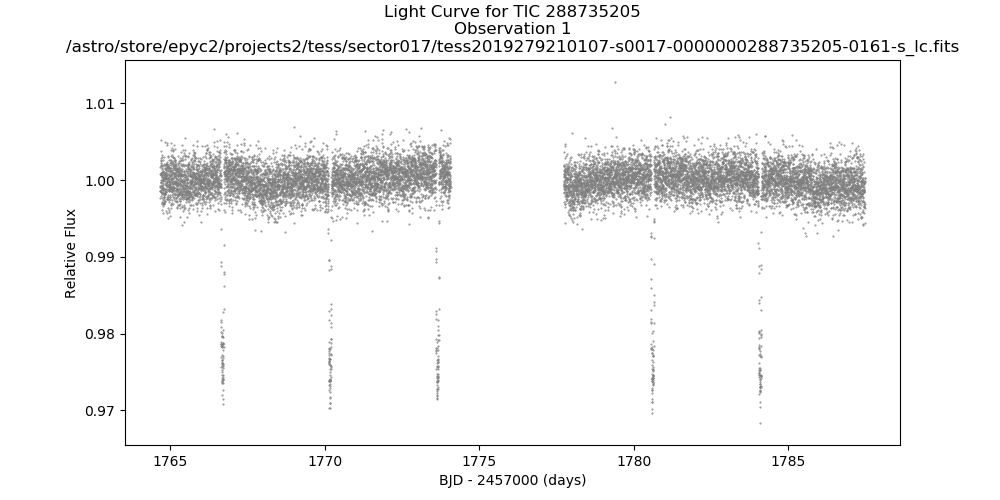 Light Curve for TIC 288735205
Observation 1
/astro/store/epyc2/projects2/tess/sector017/tess2019279210107-s0017-0000000288735205-0161-s_lc.fits
1.01
1.00
0.99
0.98
0.97
Relative Flux
1765 1770 1775 1780 1785
BJD - 2457000 (days)